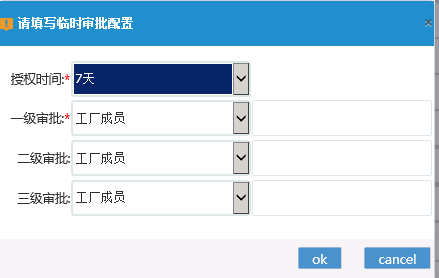 请填写临时审批配置
授权时间:* 7天
一级审批:* 工厂成员
二级审批: 工厂成员
三级审批: 工厂成员
ok cancel